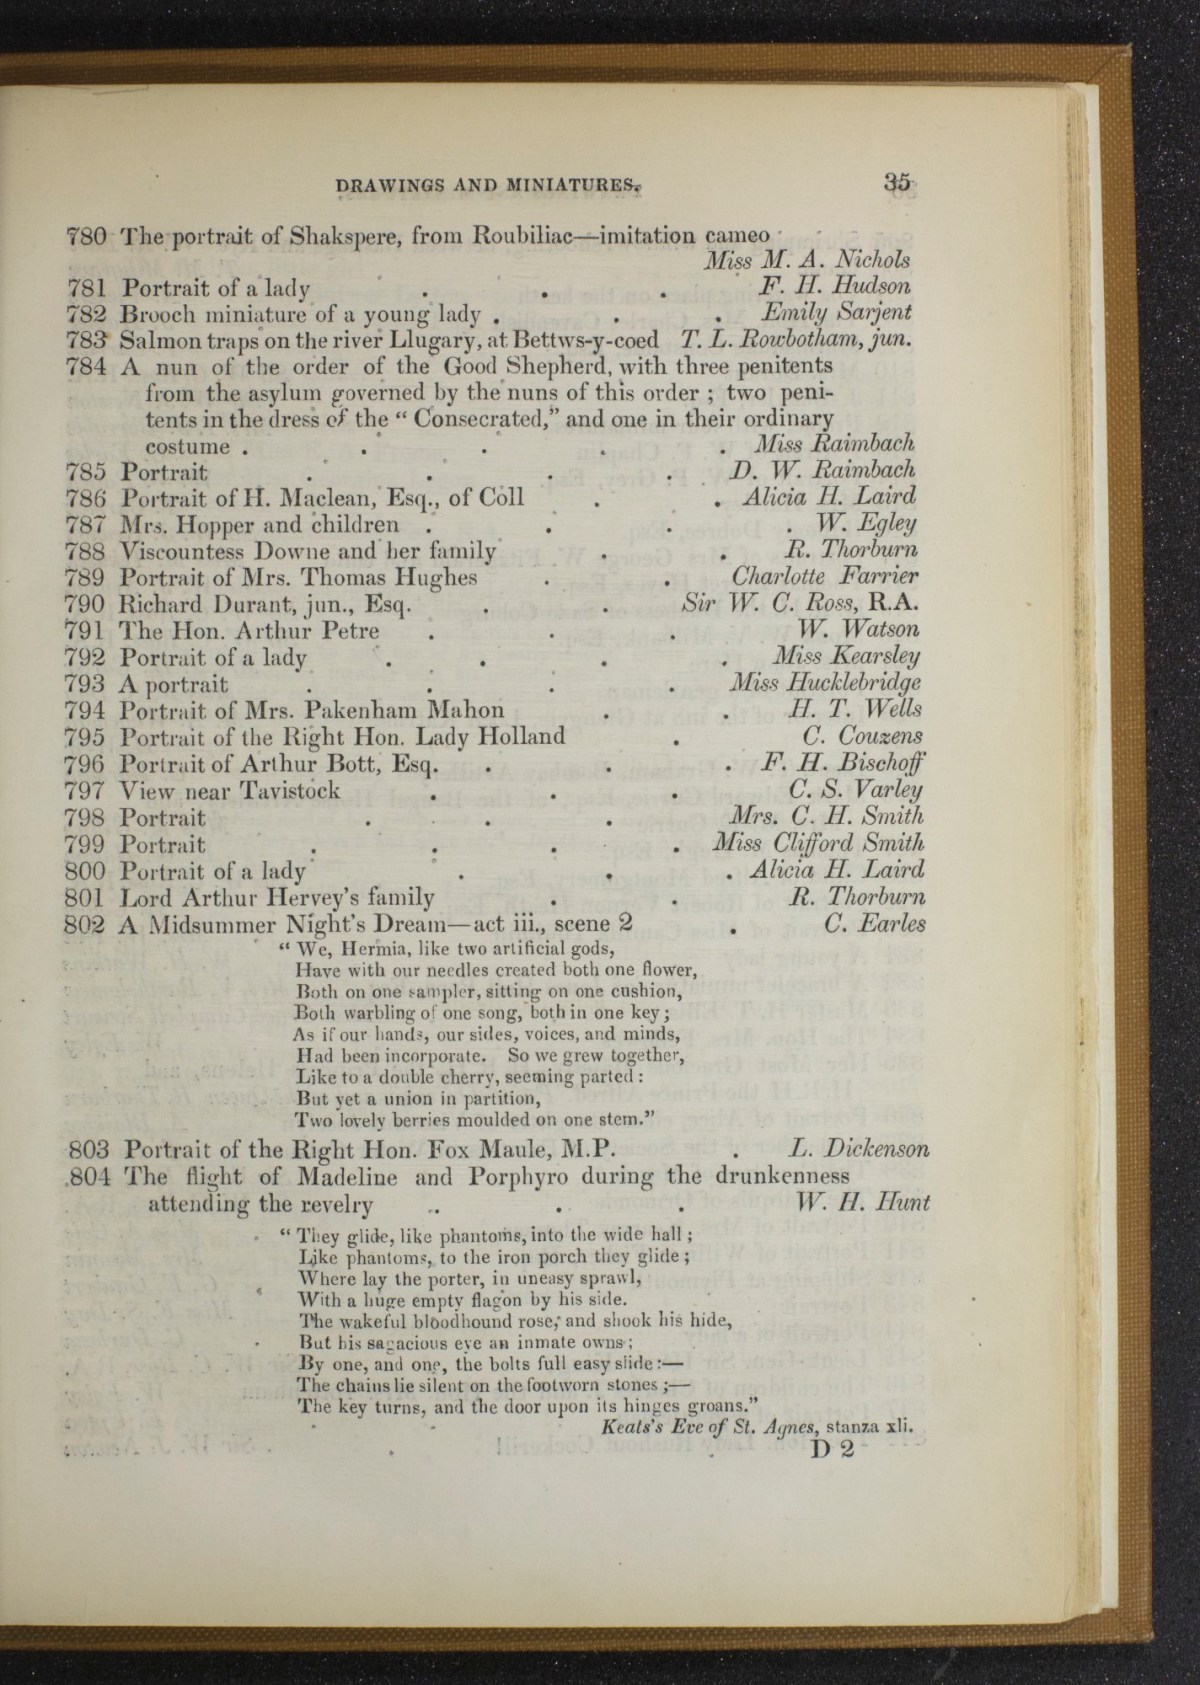 DRAWINGS AND MINIATURES. 35
780 The portrait of Shakspere, from Roubiliac—imitation cameo
Miss M. A. Nichols
781 Portrait of a lady . . . F. H. Hudson
782 Brooch miniature of a young lady . . . Emily Sarjent
783 Salmon traps on the river Llugary, at Bettws-y-coed T. L. Rowbotham, jun.
784 A nun of the order of the Good Shepherd, with three penitents
from the asylum governed by the nuns of this order ; two peni-
tents in the dress of the “ Consecrated,” and one in their ordinary
costume . . . . . Miss Raimbach
785 Portrait . . . . D. W. Raimbach
786 Portrait of H. Maclean, Esq., of Coll . . Alicia H. Laird
787 Mrs. Hopper and children . . . . W. Egley
788 Viscountess Downe and her family . . R. Thorburn
789 Portrait of Mrs. Thomas Hughes . . Charlotte Farrier
790 Richard Durant, jun., Esq. . . Sir W. C. Ross, R.A.
791 The Hon. Arthur Petre . . . W. Watson
792 Portrait of a lady . . . . Miss Kearsley
793 A portrait . . . . Miss Hucklebridge
794 Portrait of Mrs. Pakenham Mahon . . H. T. Wells
795 Portrait of the Right Hon. Lady Holland . C. Couzens
796 Portrait of Arthur Bott, Esq. . . . F. H. Bischoff
797 View near Tavistock . . . C. S. Varley
798 Portrait . . . Mrs. C. H. Smith
799 Portrait . . . . Miss Clifford Smith
800 Portrait of a lady . . . Alicia H. Laird
801 Lord Arthur Hervey’s family . . R. Thorburn
802 A Midsummer Night’s Dream—act iii., scene 2 . C. Earles
“ We, Hermia, like two artificial gods,
Have with our needles created both one flower,
Both on one sampler, sitting on one cushion,
Both warbling of one song, both in one key ;
As if our hands, our sides, voices, and minds,
Had been incorporate. So we grew together,
Like to a double cherry, seeming parted :
But yet a union in partition,
Two lovely berries moulded on one stem.”
803 Portrait of the Right Hon. Fox Maule, M.P. . L. Dickenson
804 The flight of Madeline and Porphyro during the drunkenness
attending the revelry . . . W. H. Hunt
“ They glide, like phantoms, into the wide hall ;
Like phantoms, to the iron porch they glide ;
Where lay the porter, in uneasy sprawl,
With a huge empty flagon by his side.
The wakeful bloodhound rose, and shook his hide,
But his sagacious eye an inmate owns ;
By one, and one, the bolts full easy slide :—
The chains lie silent on the footworn stones ;—
The key turns, and the door upon its hinges groans.”
Keats’s Eve of St. Agnes, stanza xli.
D 2